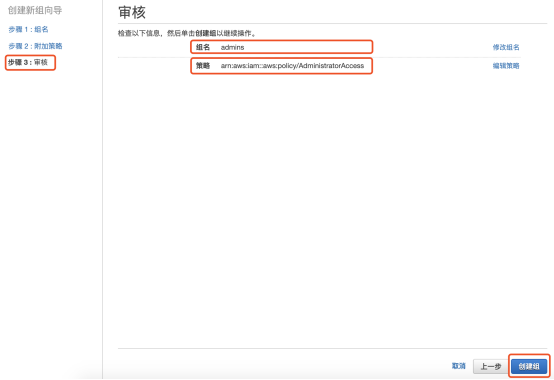 创建新组向导
步骤 1 : 组名
步骤 2 : 附加策略
步骤 3 : 审核
审核
检查以下信息，然后单击创建组以继续操作。
组名 admins 修改组名
策略 arn:aws:iam::aws:policy/AdministratorAccess 编辑策略
取消 上一步 创建组